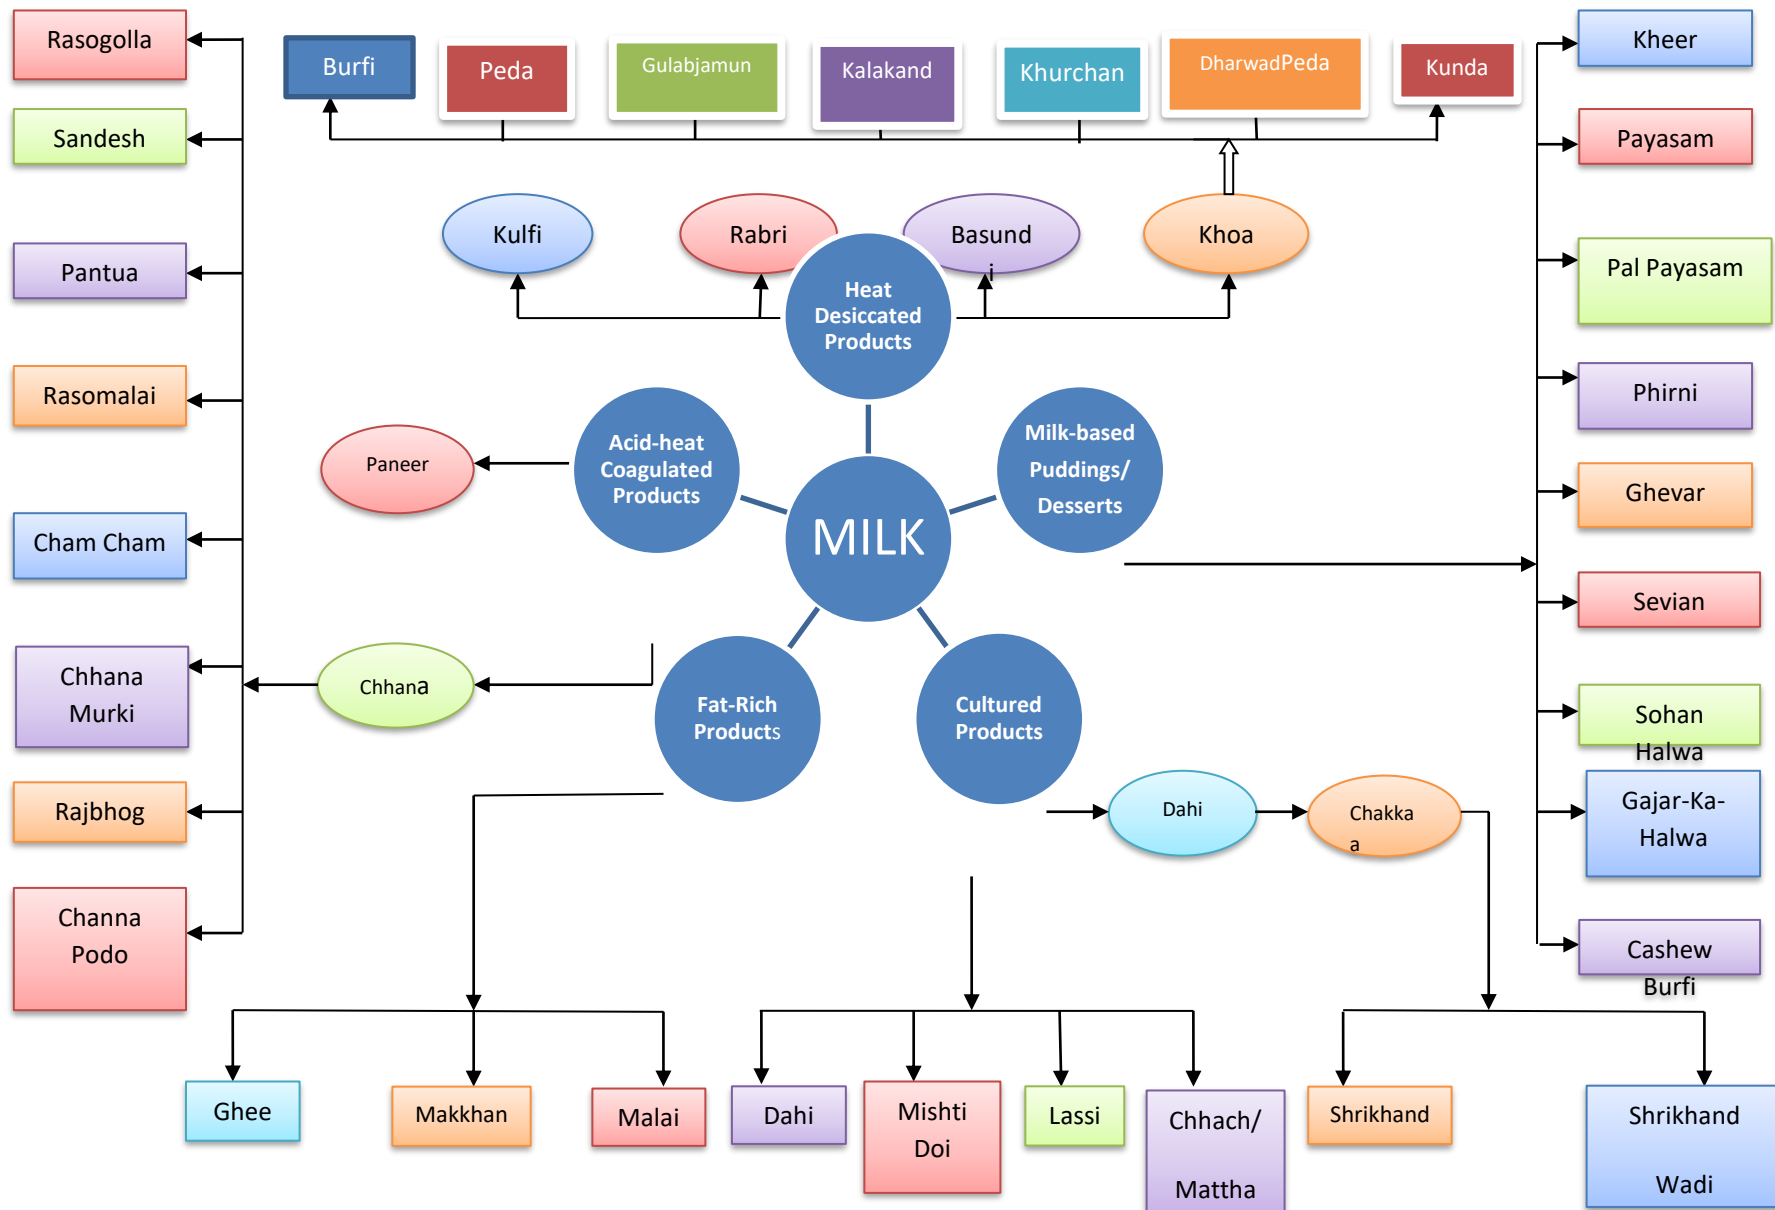 Rasogolla
Burfi
Peda
Gulabjamun
Kalakand
Khurchan
DharwadPeda
Kunda
Kheer
Sandesh
Payasam
Kulfi
Rabri
Basund
i
Khoa
Pantua
Pal Payasam
Heat
Desiccated
Products
Rasomalai
Phirni
Paneer
Acid-heat
Coagulated
Products
Milk-based
Puddings/
Desserts
Ghevar
MILK
Cham Cham
Sevian
Chhana
Murki
Chhana
Fat-Rich
Products
Cultured
Products
Sohan
Halwa
Rajbhog
Dahi
Chakka
a
Gajar-Ka-
Halwa
Channa
Podo
Cashew
Burfi
Ghee
Makkhan
Malai
Dahi
Mishti
Doi
Lassi
Chhach/
Mattha
Shrikhand
Shrikhand
Wadi